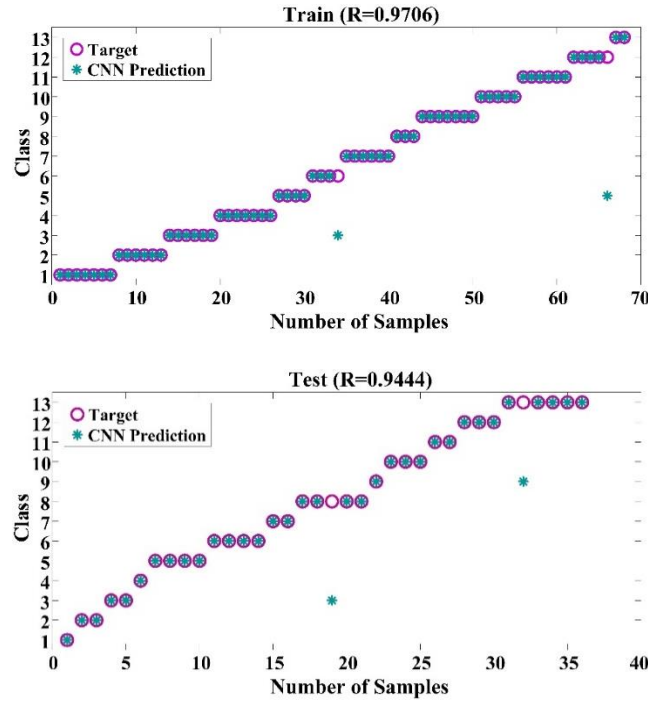 Train (R=0.9706)
13
12
11
10
9
8
7
6
5
4
3
2
1
Class
Target
CNN Prediction
0 10 20 30 40 50 60 70
Number of Samples
Test (R=0.9444)
13
12
11
10
9
8
7
6
5
4
3
2
1
Class
Target
CNN Prediction
0 5 10 15 20 25 30 35 40
Number of Samples